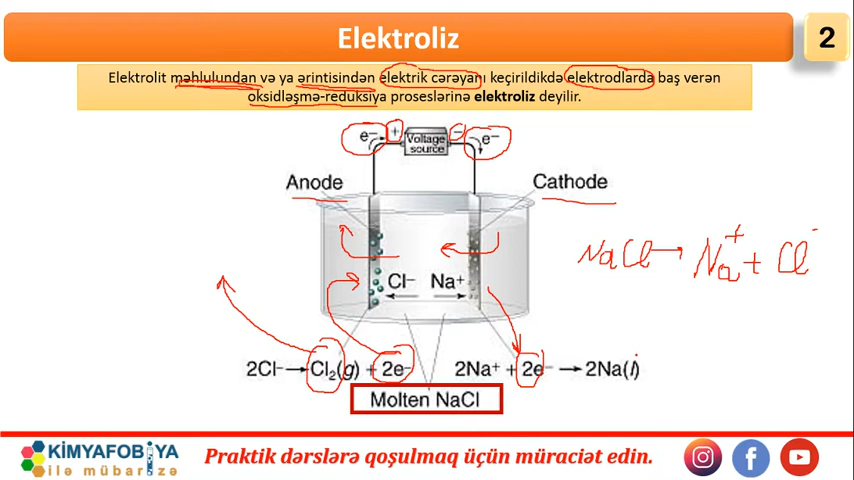 Elektroliz
2
Elektrolit məhlulundan və ya ərintisindən elektrik cərəyanı keçirildikdə elektrodlarda baş verən
oksidləşmə-reduksiya proseslərinə elektroliz deyilir.
e⁻ + Voltage source − e⁻
Anode Cathode
NaCl → Na⁺ + Cl⁻
Cl⁻ Na⁺
2Cl⁻ → Cl₂(g) + 2e⁻ 2Na⁺ + 2e⁻ → 2Na(l)
Molten NaCl
KİMYAFOBİYA
ilə mübarizə
Praktik dərslərə qoşulmaq üçün müraciət edin.